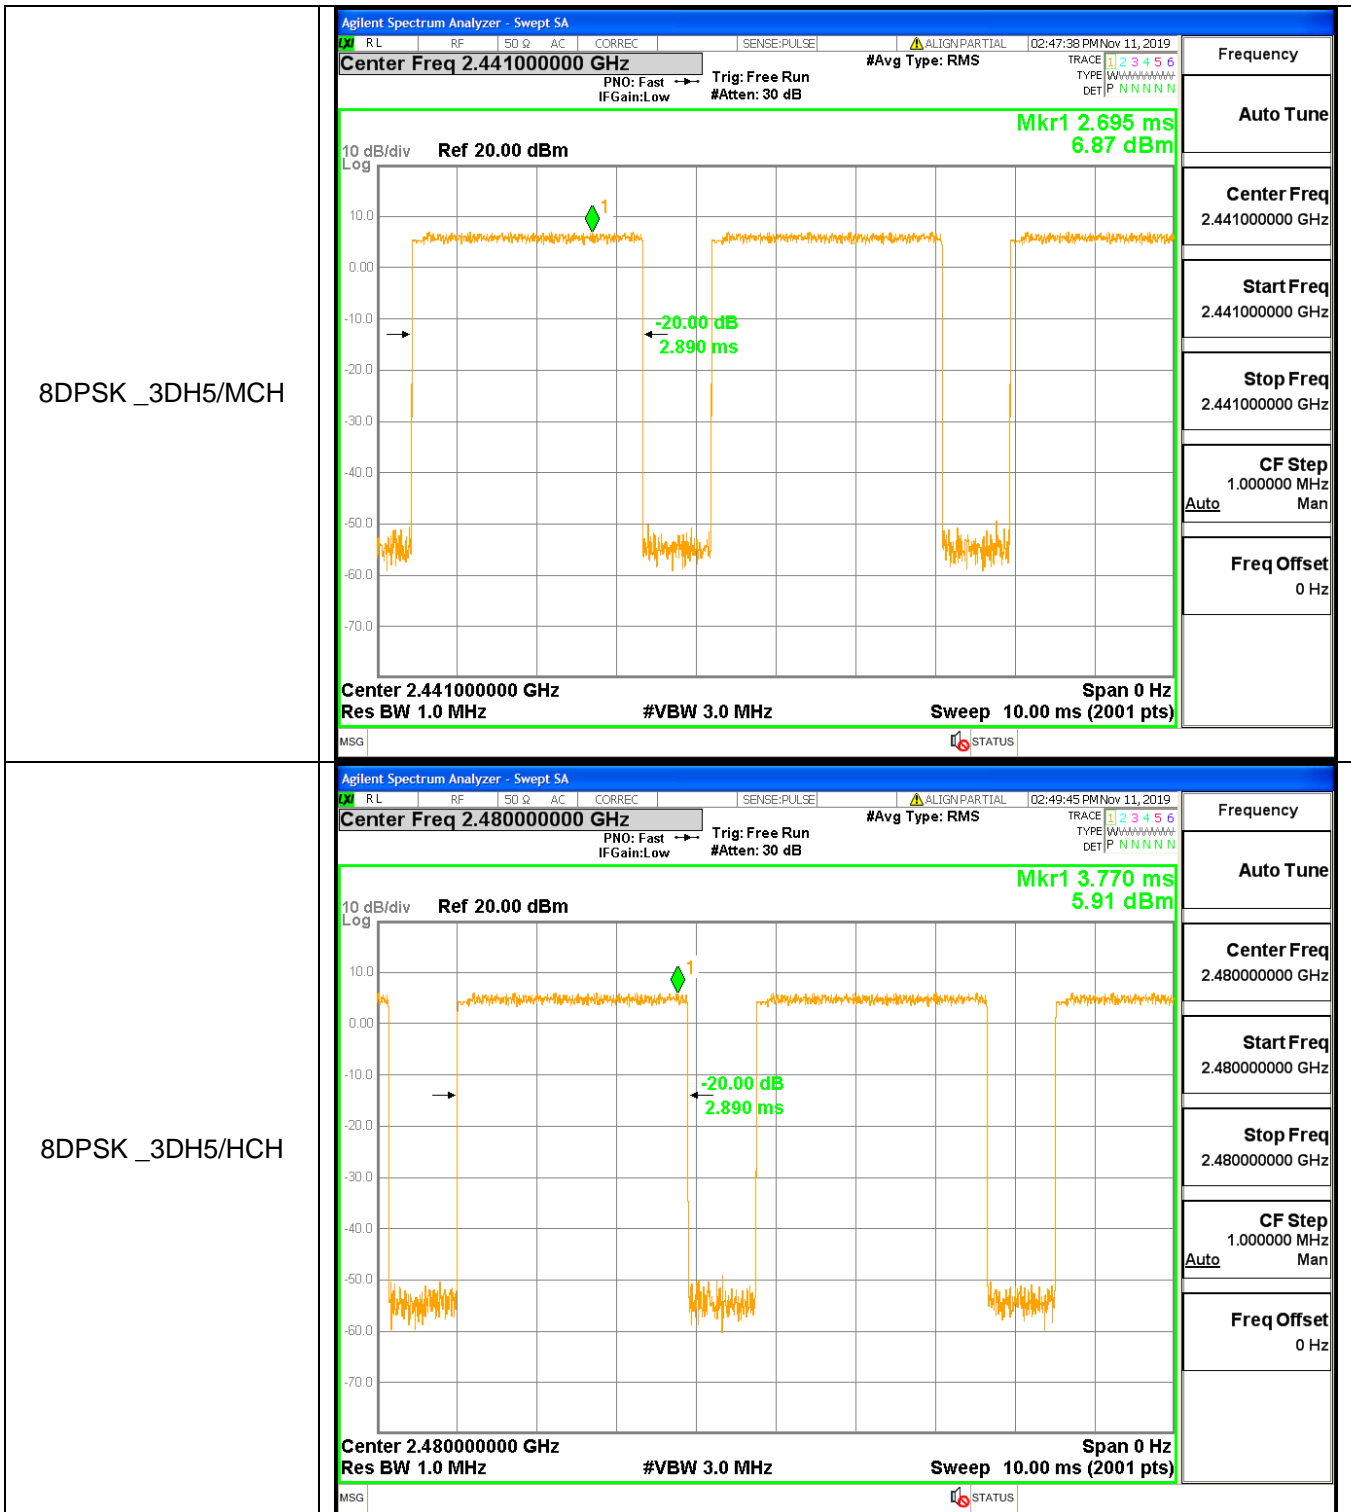 8DPSK _3DH5/MCH
Agilent Spectrum Analyzer - Swept SA
LXI RL RF 50 Ω AC CORREC SENSE:PULSE ALIGN PARTIAL 02:47:38 PM Nov 11, 2019
Center Freq 2.441000000 GHz
#Avg Type: RMS
TRACE 1 2 3 4 5 6
PNO: Fast Trig: Free Run
TYPE
IFGain:Low #Atten: 30 dB
DET P N N N N N
Mkr1 2.695 ms
6.87 dBm
10 dB/div Ref 20.00 dBm
Log
10.0
1
0.00
-10.0
-20.00 dB
2.890 ms
-20.0
-30.0
-40.0
-50.0
-60.0
-70.0
Center 2.441000000 GHz Span 0 Hz
Res BW 1.0 MHz #VBW 3.0 MHz Sweep 10.00 ms (2001 pts)
MSG STATUS
Frequency
Auto Tune
Center Freq
2.441000000 GHz
Start Freq
2.441000000 GHz
Stop Freq
2.441000000 GHz
CF Step
1.000000 MHz
Auto Man
Freq Offset
0 Hz
8DPSK _3DH5/HCH
Agilent Spectrum Analyzer - Swept SA
LXI RL RF 50 Ω AC CORREC SENSE:PULSE ALIGN PARTIAL 02:49:45 PM Nov 11, 2019
Center Freq 2.480000000 GHz
#Avg Type: RMS
TRACE 1 2 3 4 5 6
PNO: Fast Trig: Free Run
TYPE
IFGain:Low #Atten: 30 dB
DET P N N N N N
Mkr1 3.770 ms
5.91 dBm
10 dB/div Ref 20.00 dBm
Log
10.0
1
0.00
-10.0
-20.00 dB
2.890 ms
-20.0
-30.0
-40.0
-50.0
-60.0
-70.0
Center 2.480000000 GHz Span 0 Hz
Res BW 1.0 MHz #VBW 3.0 MHz Sweep 10.00 ms (2001 pts)
MSG STATUS
Frequency
Auto Tune
Center Freq
2.480000000 GHz
Start Freq
2.480000000 GHz
Stop Freq
2.480000000 GHz
CF Step
1.000000 MHz
Auto Man
Freq Offset
0 Hz